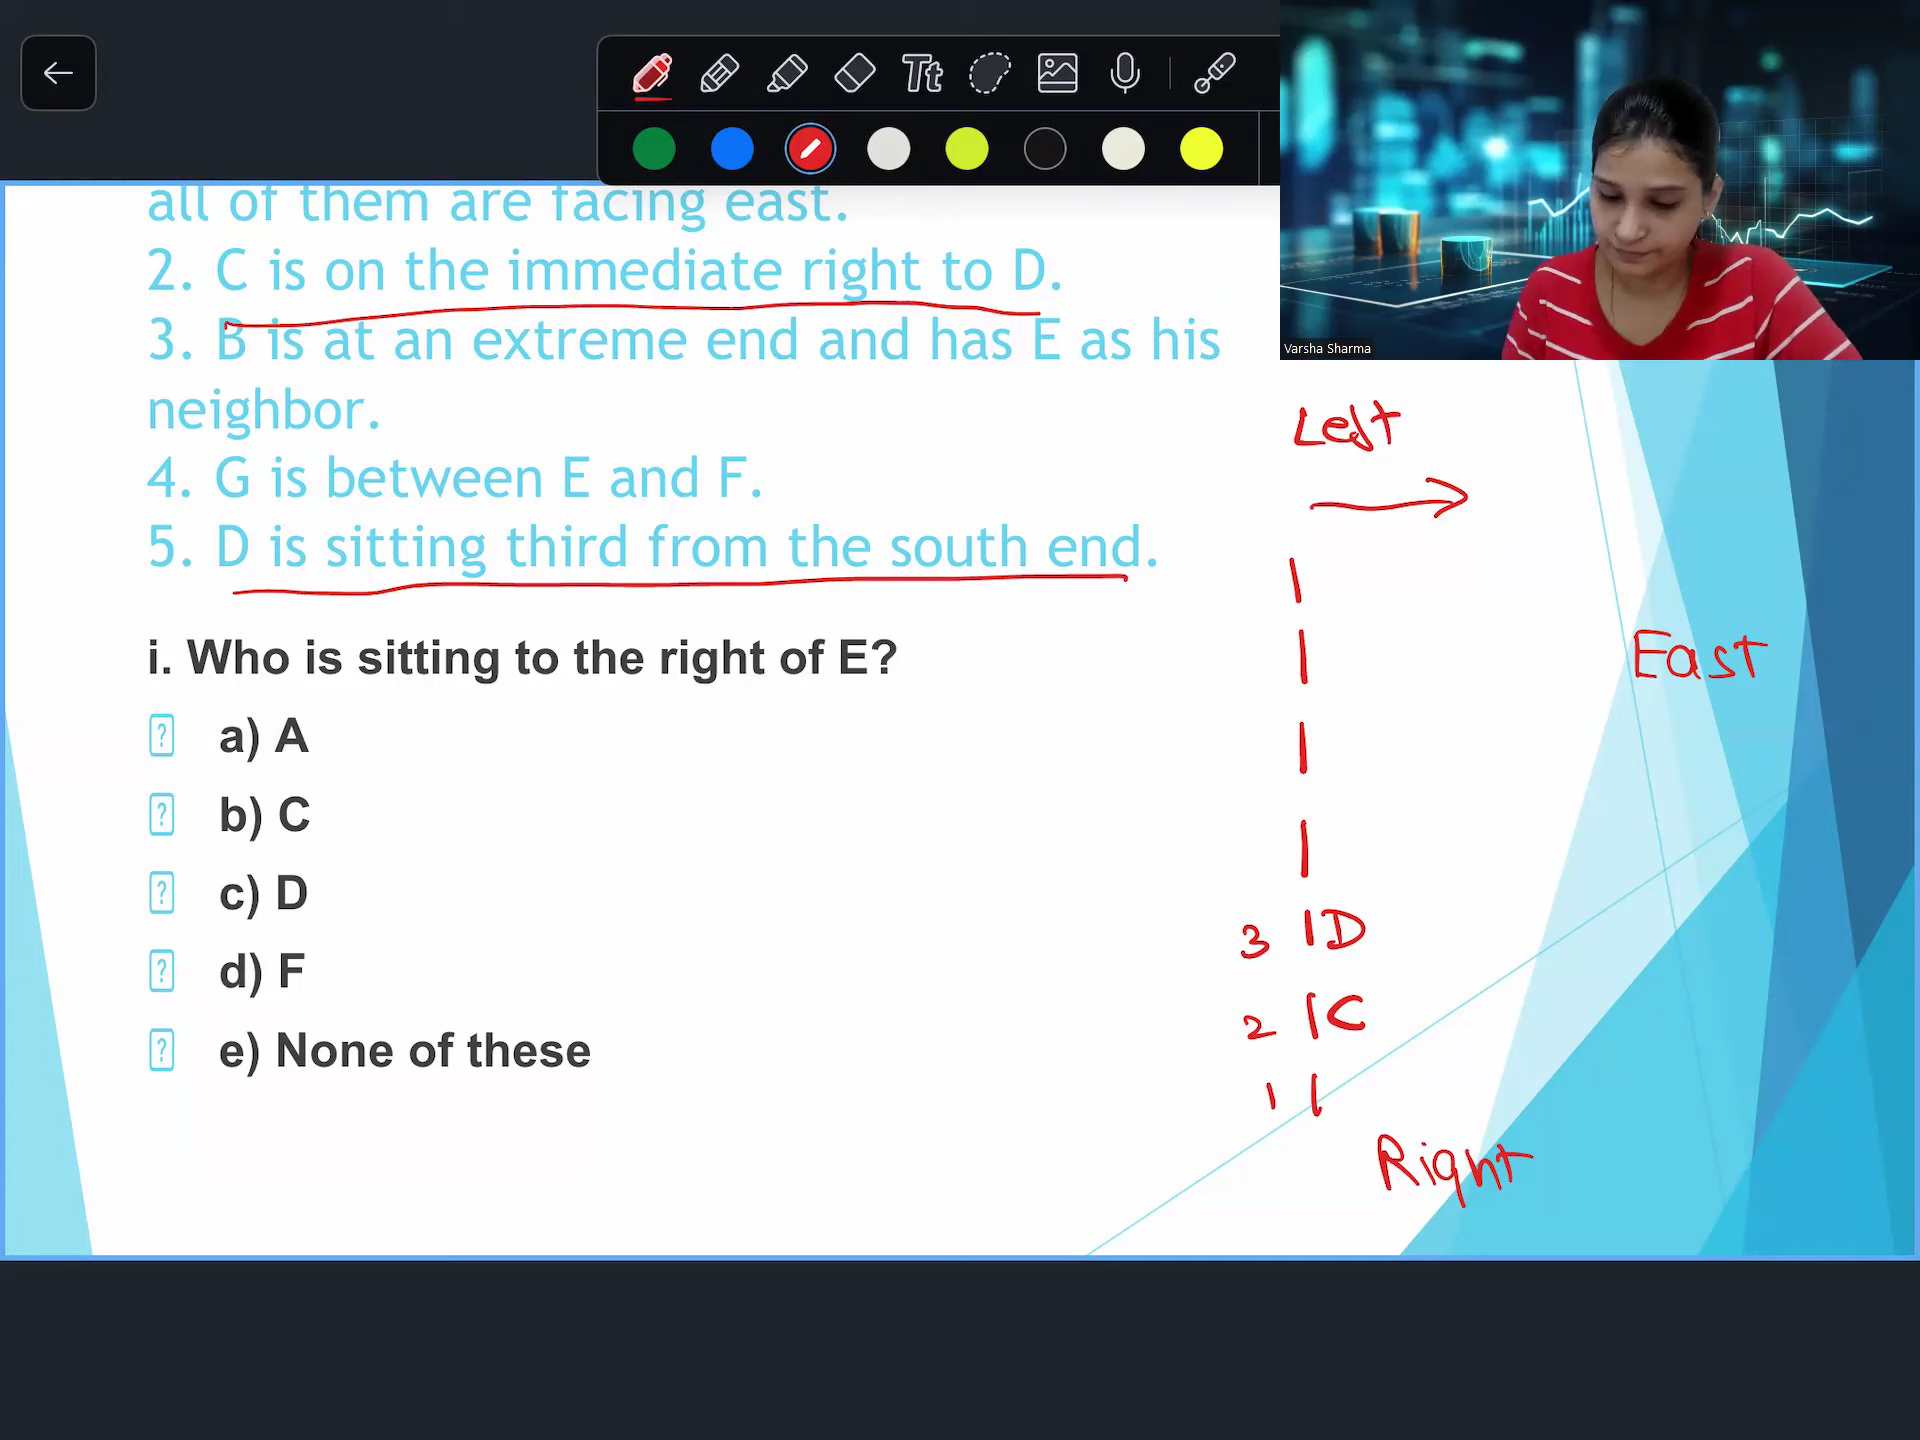 Tt
all of them are facing east.
2. C is on the immediate right to D.
3. B is at an extreme end and has E as his
neighbor.
4. G is between E and F.
5. D is sitting third from the south end.
i. Who is sitting to the right of E?
a) A
b) C
c) D
d) F
e) None of these
Varsha Sharma
Left
East
3 D
2 C
1
Right